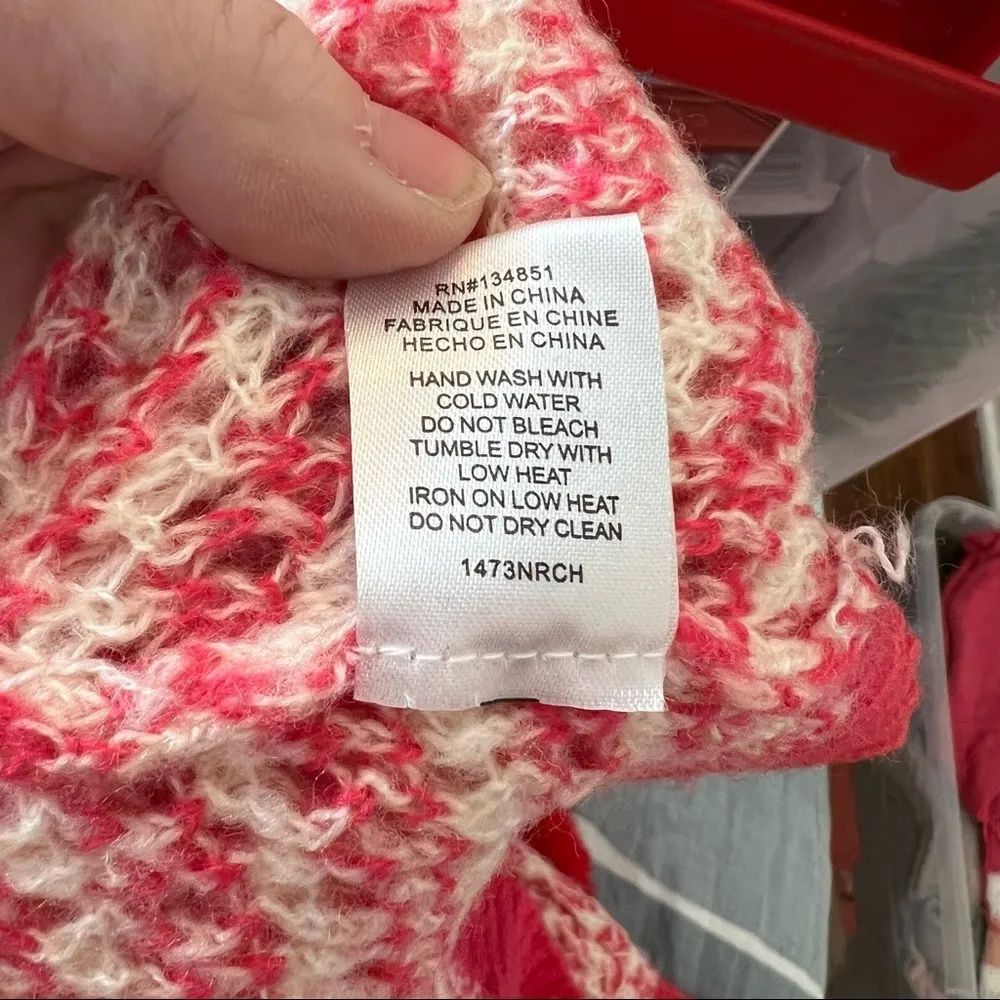 RN#134851
MADE IN CHINA
FABRIQUE EN CHINE
HECHO EN CHINA
HAND WASH WITH
COLD WATER
DO NOT BLEACH
TUMBLE DRY WITH
LOW HEAT
IRON ON LOW HEAT
DO NOT DRY CLEAN
1473NRCH